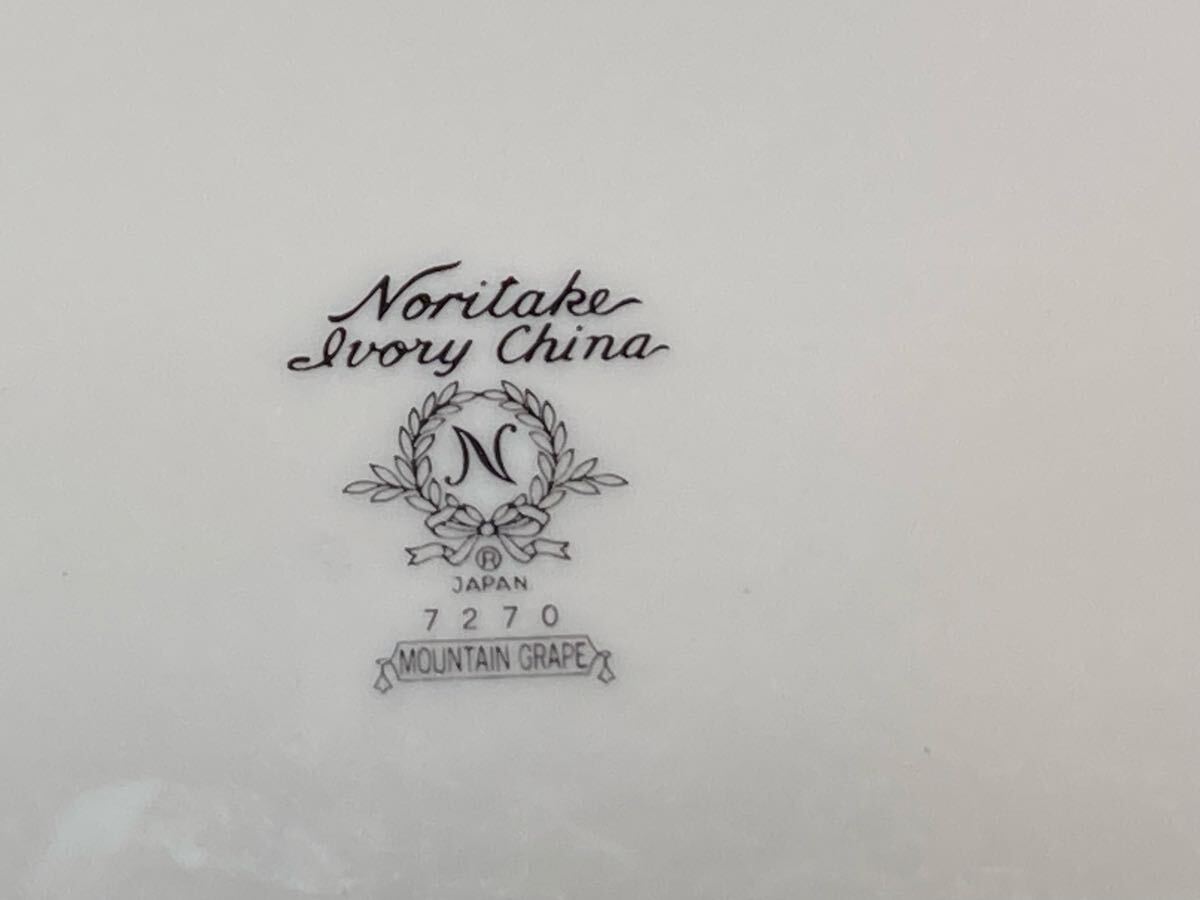 Noritake
Ivory China
N
®
JAPAN
7270
MOUNTAIN GRAPE